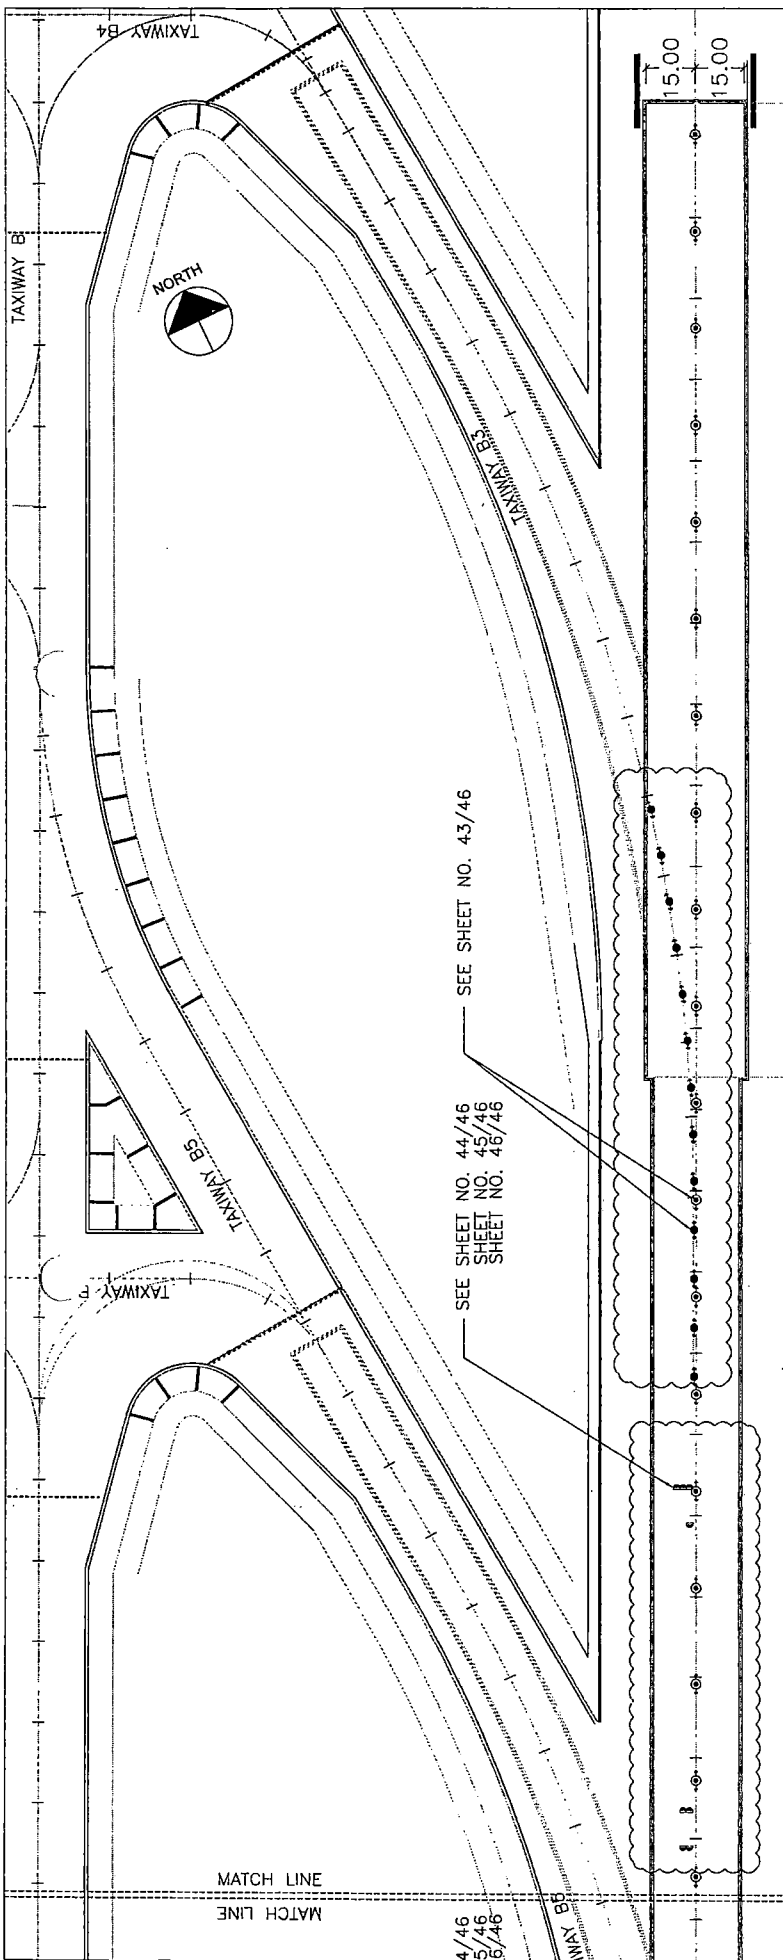 TAXIWAY B4
TAXIWAY B
15.00
15.00
NORTH
TAXIWAY B3
SEE SHEET NO. 43/46
SEE SHEET NO. 44/46
SHEET NO. 45/46
SHEET NO. 46/46
TAXIWAY B5
TAXIWAY
MATCH LINE
MATCH LINE
4/46
5/46
6/46
WAY B5